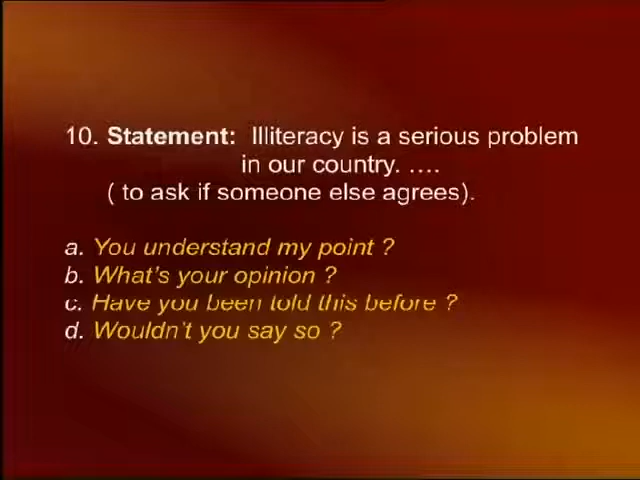 10. Statement: Illiteracy is a serious problem
in our country. ....
( to ask if someone else agrees).
a. You understand my point ?
b. What's your opinion ?
c. Have you been told this before ?
d. Wouldn't you say so ?